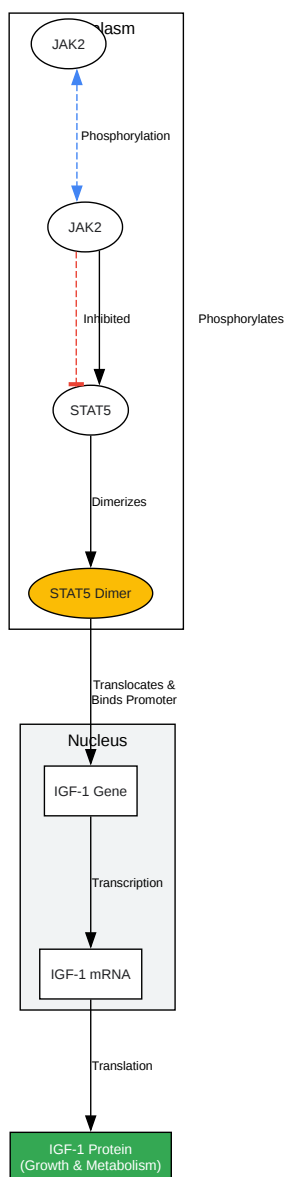 lasm
JAK2
Phosphorylation
JAK2
Inhibited
Phosphorylates
STAT5
Dimerizes
STAT5 Dimer
Translocates &
Binds Promoter
Nucleus
IGF-1 Gene
Transcription
IGF-1 mRNA
Translation
IGF-1 Protein
(Growth & Metabolism)